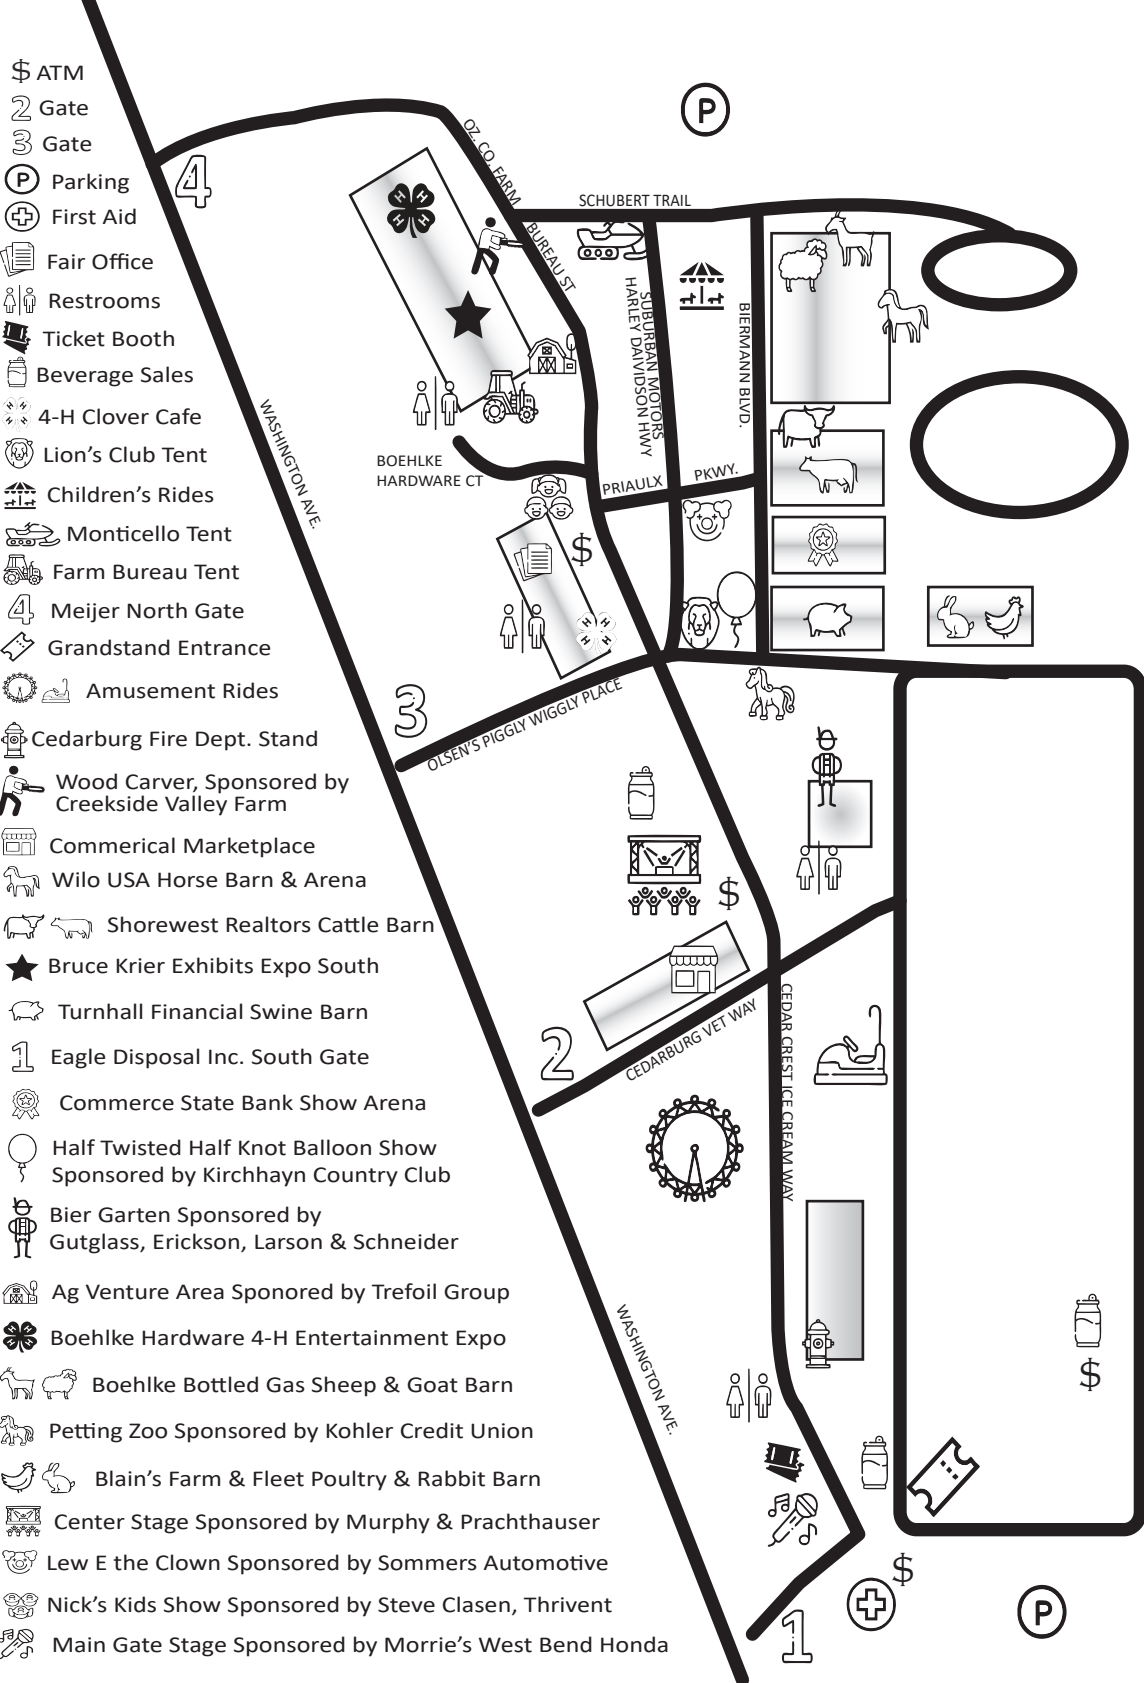 $ ATM
2 Gate
3 Gate
P Parking
First Aid
Fair Office
Restrooms
Ticket Booth
Beverage Sales
4-H Clover Cafe
Lion's Club Tent
Children's Rides
Monticello Tent
Farm Bureau Tent
4 Meijer North Gate
Grandstand Entrance
Amusement Rides
Cedarburg Fire Dept. Stand
Wood Carver, Sponsored by
Creekside Valley Farm
Commerical Marketplace
Wilo USA Horse Barn & Arena
Shorewest Realtors Cattle Barn
Bruce Krier Exhibits Expo South
Turnhall Financial Swine Barn
1 Eagle Disposal Inc. South Gate
Commerce State Bank Show Arena
Half Twisted Half Knot Balloon Show
Sponsored by Kirchhayn Country Club
Bier Garten Sponsored by
Gutglass, Erickson, Larson & Schneider
Ag Venture Area Sponored by Trefoil Group
H H H H Boehlke Hardware 4-H Entertainment Expo
Boehlke Bottled Gas Sheep & Goat Barn
Petting Zoo Sponsored by Kohler Credit Union
Blain's Farm & Fleet Poultry & Rabbit Barn
Center Stage Sponsored by Murphy & Prachthauser
Lew E the Clown Sponsored by Sommers Automotive
Nick's Kids Show Sponsored by Steve Clasen, Thrivent
Main Gate Stage Sponsored by Morrie's West Bend Honda
P
4
H H
H H
OZ. CO. FARM
BUREAU ST
SCHUBERT TRAIL
SUBURBAN MOTORS
HARLEY DAIVIDSON HWY
BIERMANN BLVD.
WASHINGTON AVE.
BOEHLKE
HARDWARE CT
PRIAULX
PKWY.
$
H H
H H
3
OLSEN'S PIGGLY WIGGLY PLACE
$
2
CEDARBURG VET WAY
CEDAR CREST ICE CREAM WAY
WASHINGTON AVE.
$
$
1
P